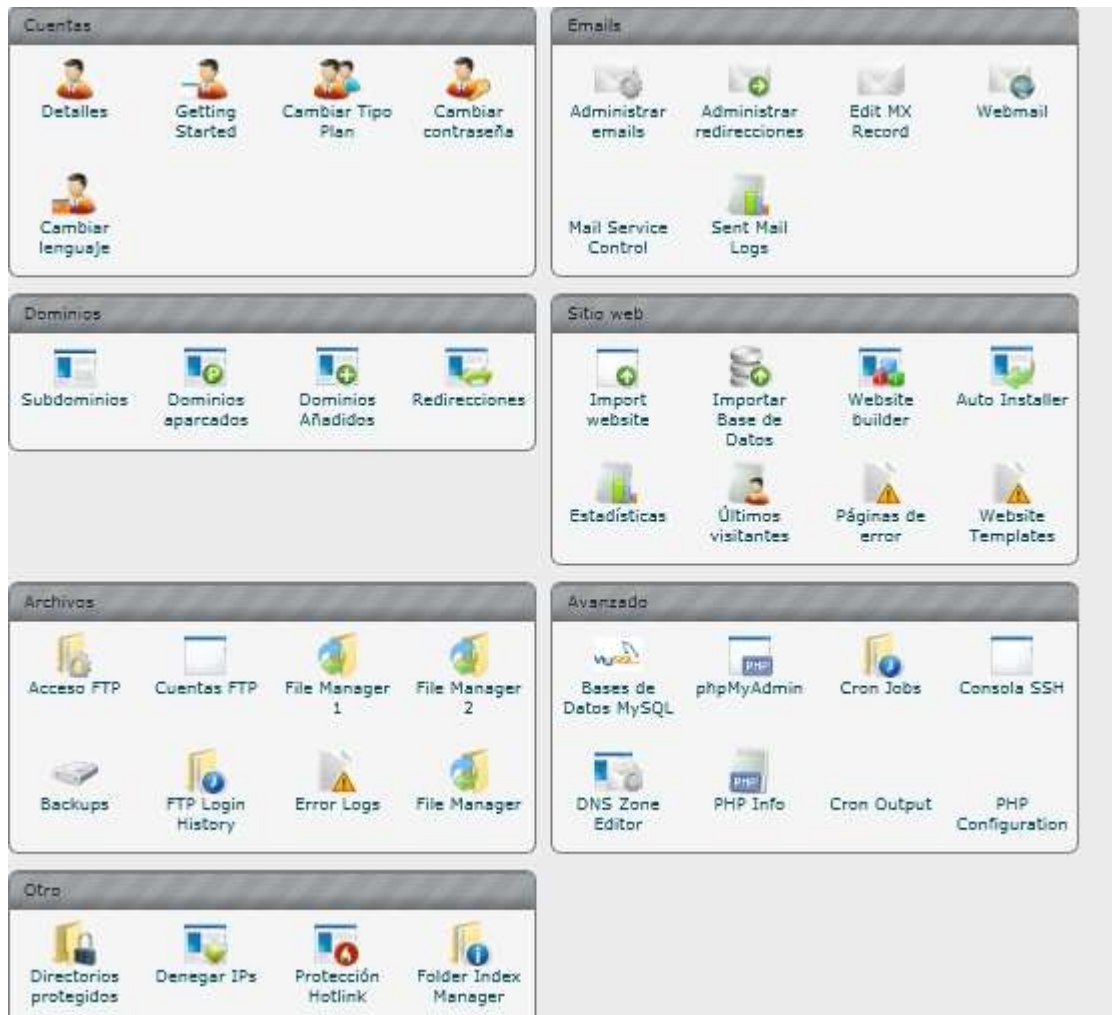 Cuentas
Detalles
Getting
Started
Cambiar Tipo
Plan
Cambiar
contraseña
Cambiar
lenguaje
Emails
Administrar
emails
Administrar
redirecciones
Edit MX
Record
Webmail
Mail Service
Control
Sent Mail
Logs
Dominios
Subdominios
Dominios
aparcados
Dominios
Añadidos
Redirecciones
Sitio web
Import
website
Importar
Base de
Datos
Website
builder
Auto Installer
Estadísticas
Últimos
visitantes
Páginas de
error
Website
Templates
Archivos
Acceso FTP
Cuentas FTP
File Manager
1
File Manager
2
Backups
FTP Login
History
Error Logs
File Manager
Avanzado
MySQL
Bases de
Datos MySQL
PHP
phpMyAdmin
Cron Jobs
Consola SSH
DNS Zone
Editor
PHP
PHP Info
Cron Output
PHP
Configuration
Otro
Directorios
protegidos
Denegar IPs
Protección
Hotlink
Folder Index
Manager